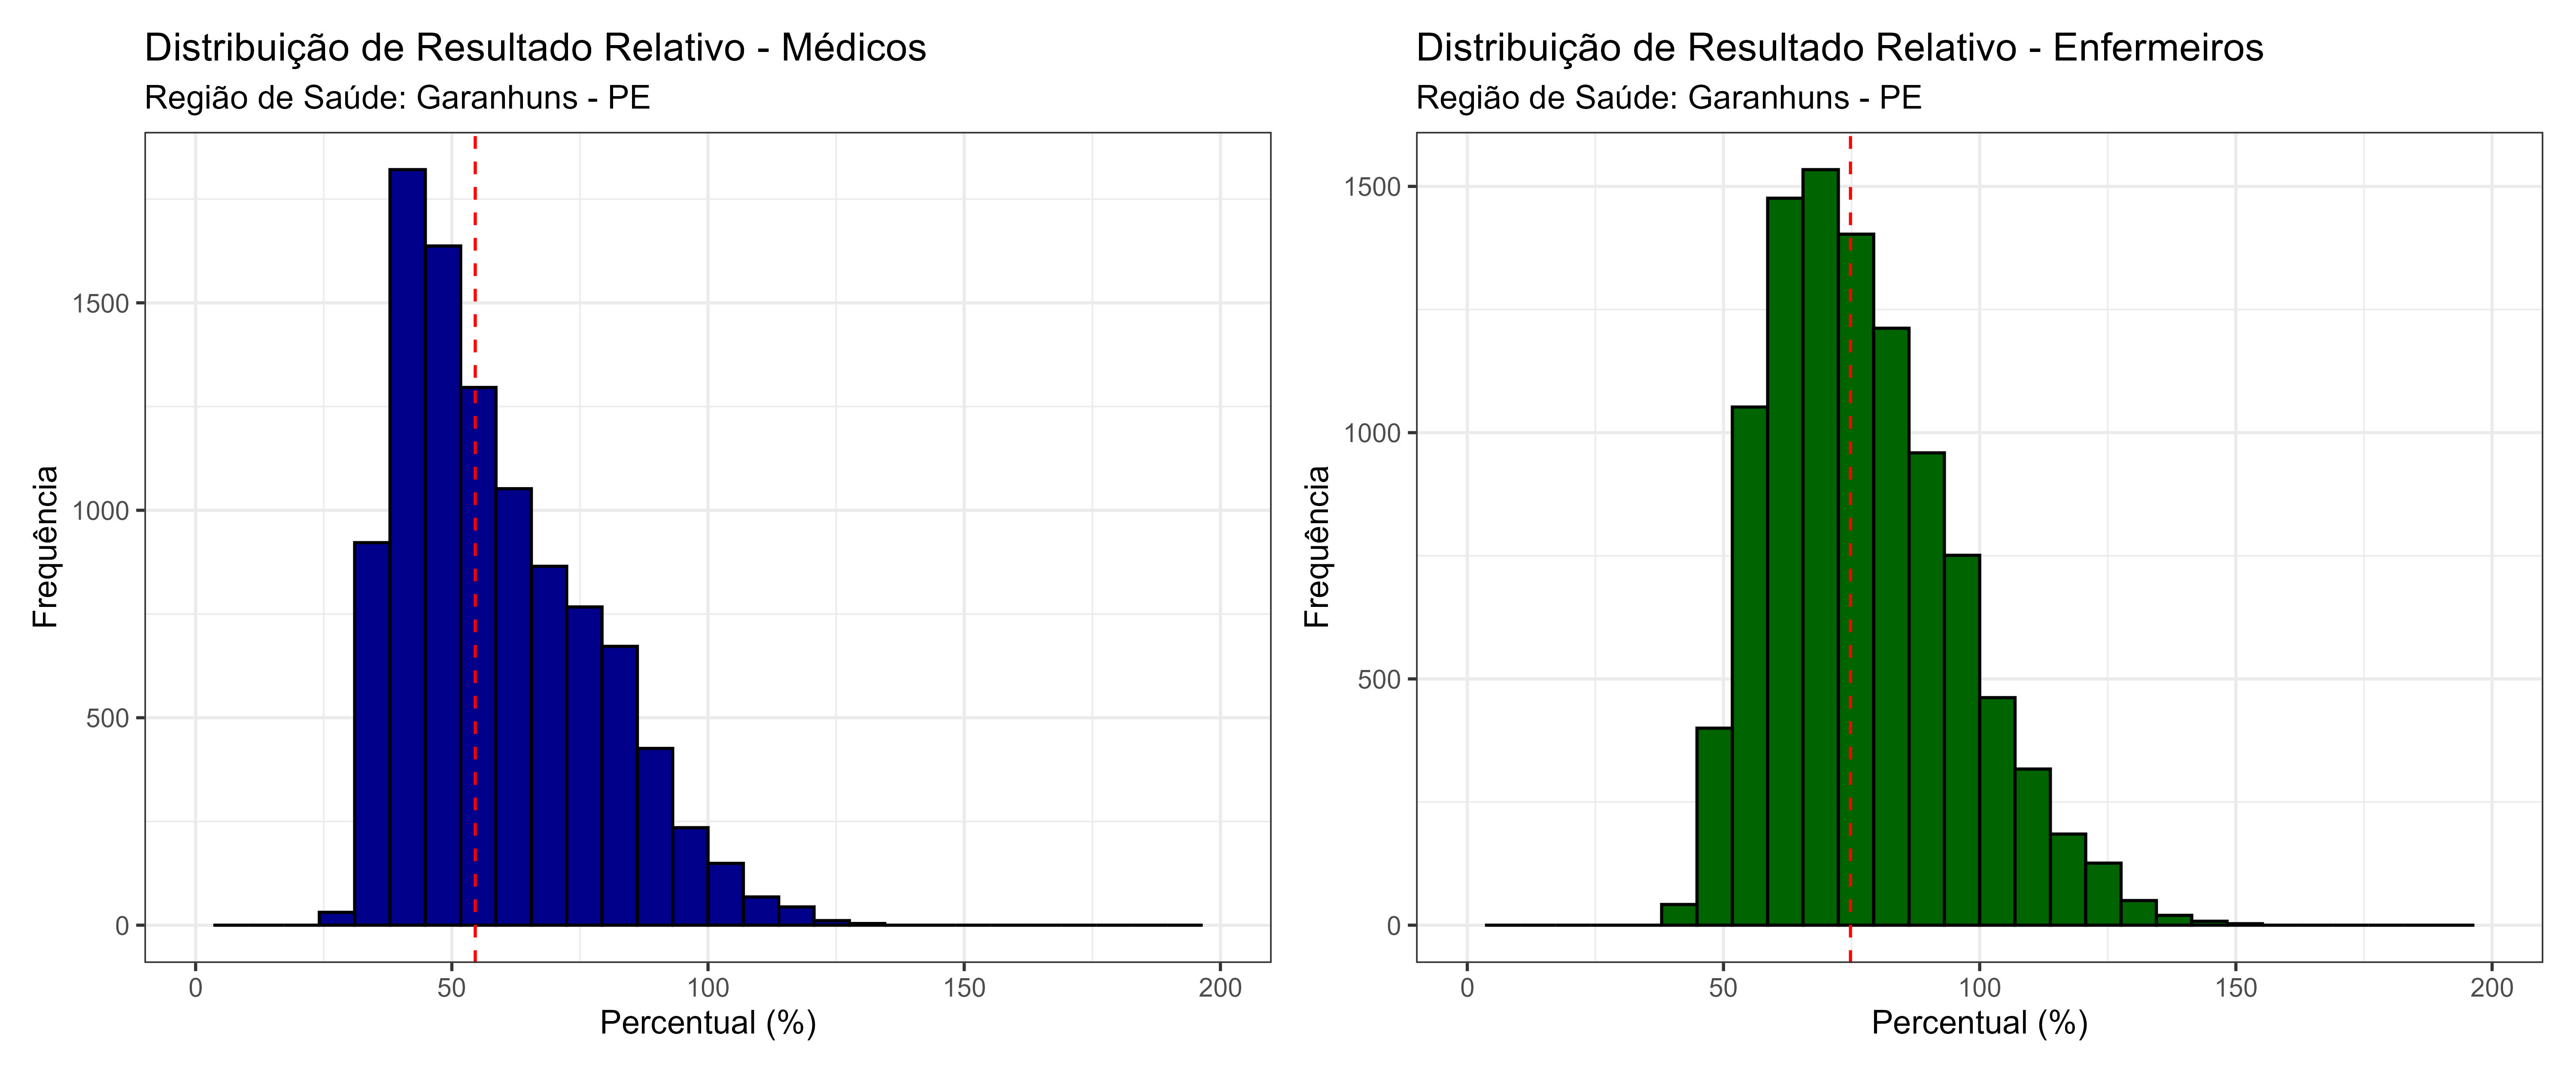 Distribuição de Resultado Relativo - Médicos
Região de Saúde: Garanhuns - PE
Frequência
1500
1000
500
0
0 50 100 150 200
Percentual (%)
Distribuição de Resultado Relativo - Enfermeiros
Região de Saúde: Garanhuns - PE
Frequência
1500
1000
500
0
0 50 100 150 200
Percentual (%)